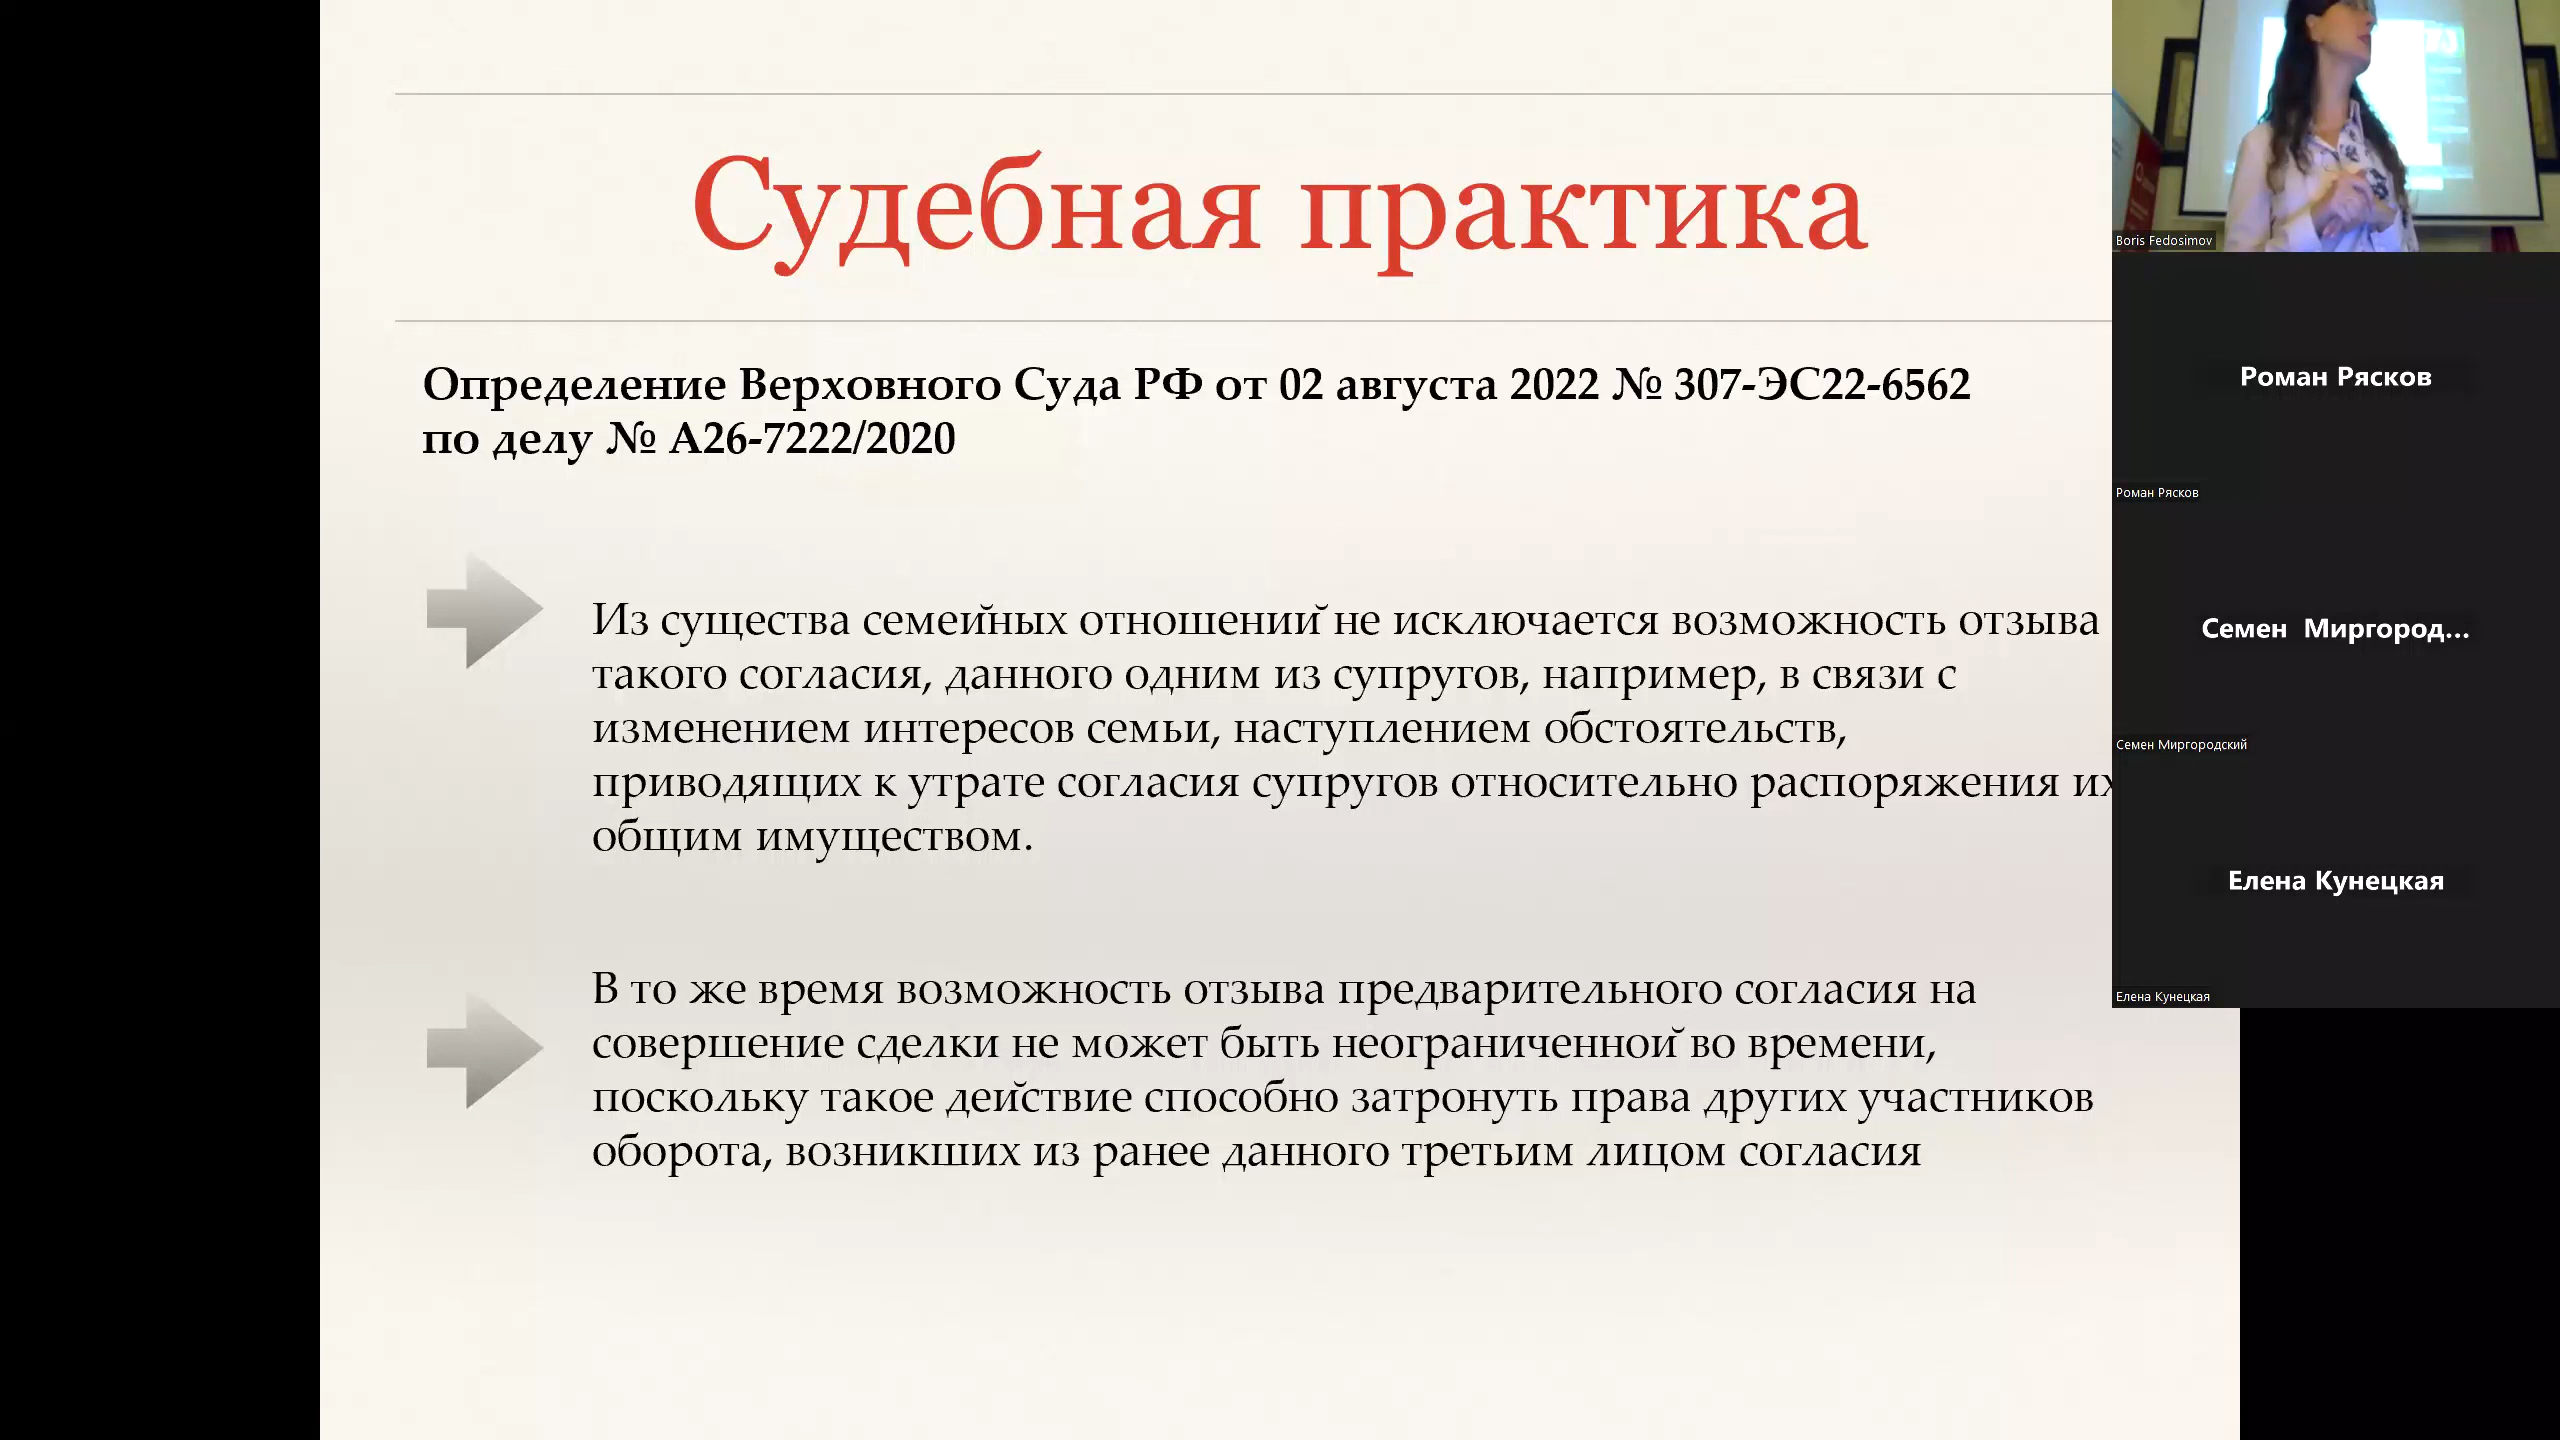 Судебная практика
Определение Верховного Суда РФ от 02 августа 2022 № 307-ЭС22-6562
по делу № А26-7222/2020
Из существа семейных отношений не исключается возможность отзыва
такого согласия, данного одним из супругов, например, в связи с
изменением интересов семьи, наступлением обстоятельств,
приводящих к утрате согласия супругов относительно распоряжения их
общим имуществом.
В то же время возможность отзыва предварительного согласия на
совершение сделки не может быть неограниченной во времени,
поскольку такое действие способно затронуть права других участников
оборота, возникших из ранее данного третьим лицом согласия
Boris Fedosimov
Роман Рясков
Роман Рясков
Семен Миргород...
Семен Миргородский
Елена Кунецкая
Елена Кунецкая